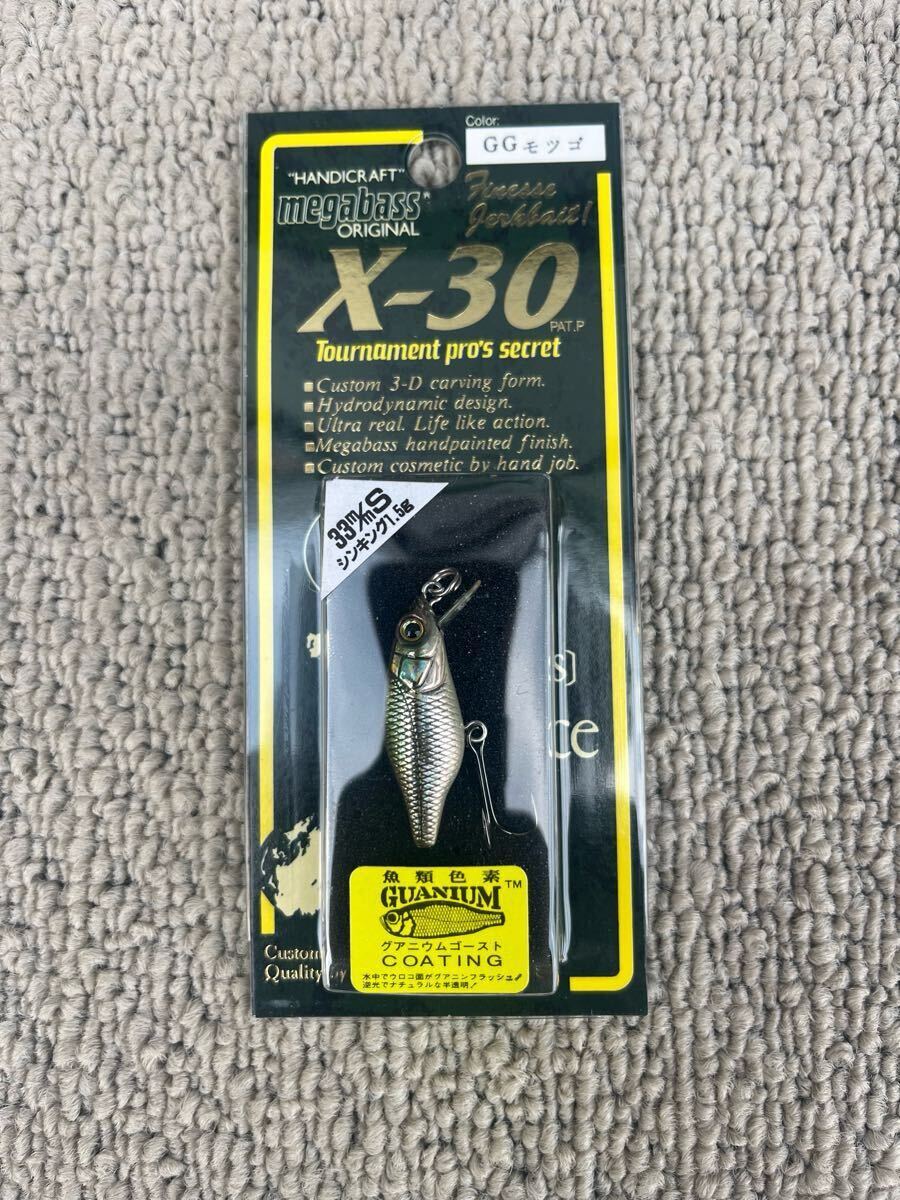 Color:
GGモツゴ
"HANDICRAFT"
megabass
ORIGINAL
Finesse
Jerkbait!
X-30
PAT.P
Tournament pro's secret
■Custom 3-D carving form.
■Hydrodynamic design.
■Ultra real. Life like action.
■Megabass handpainted finish.
■Custom cosmetic by hand job.
33m/mS
シンキング1.5g
s]
ce
魚類色素
GUANIUM™
グアニウムゴースト
COATING
水中でウロコ面がグアニンフラッシュ!
逆光でナチュラルな半透明!
Custom
Quality by